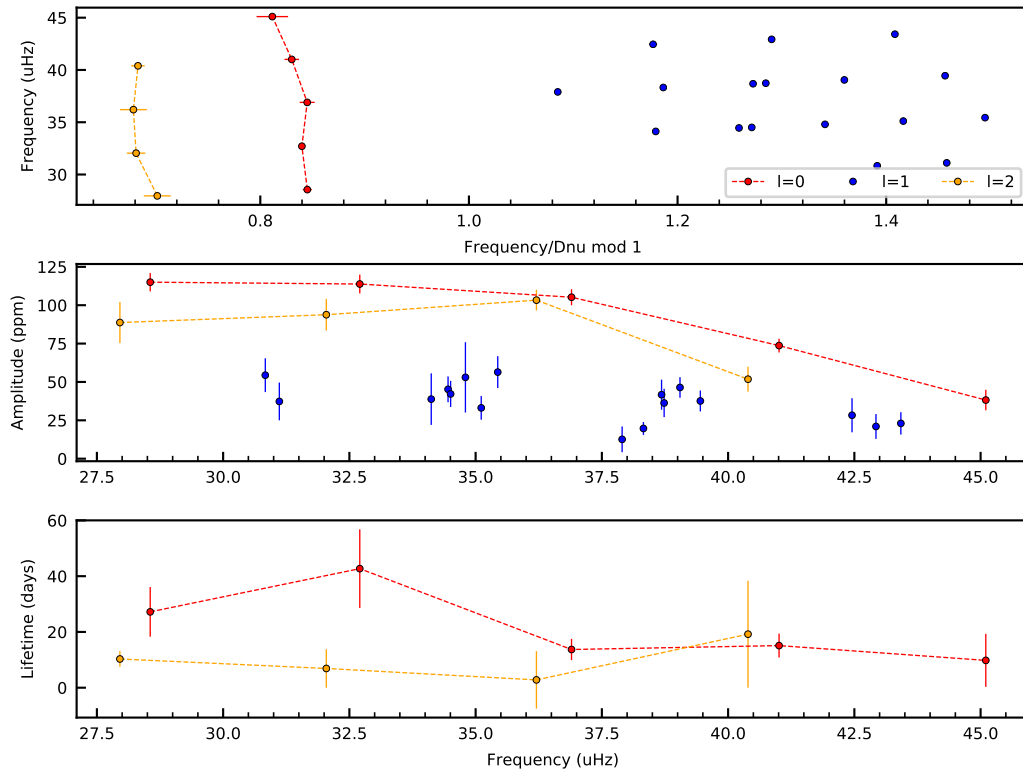 45
40
35
30
Frequency (uHz)
l=0 l=1 l=2
0.8 1.0 1.2 1.4
Frequency/Dnu mod 1
125
100
75
50
25
0
Amplitude (ppm)
27.5 30.0 32.5 35.0 37.5 40.0 42.5 45.0
60
40
20
0
Lifetime (days)
27.5 30.0 32.5 35.0 37.5 40.0 42.5 45.0
Frequency (uHz)